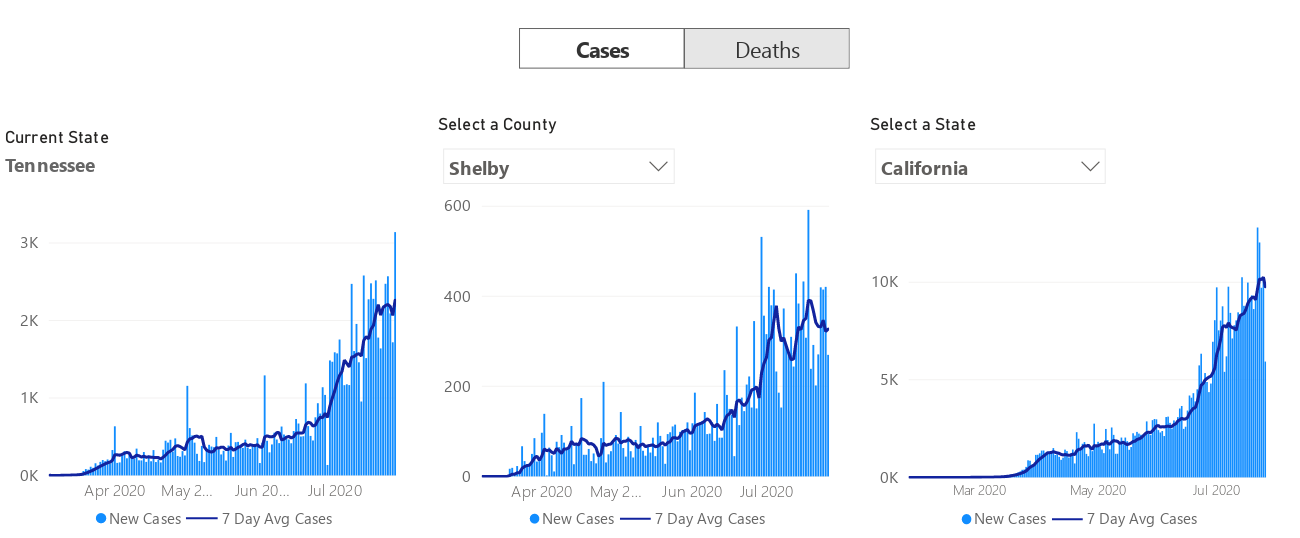 Cases Deaths
Current State
Tennessee
3K
2K
1K
0K
Apr 2020 May 2... Jun 20... Jul 2020
New Cases 7 Day Avg Cases
Select a County
Shelby
600
400
200
0
Apr 2020 May 2... Jun 2020 Jul 2020
New Cases 7 Day Avg Cases
Select a State
California
10K
5K
0K
Mar 2020 May 2020 Jul 2020
New Cases 7 Day Avg Cases